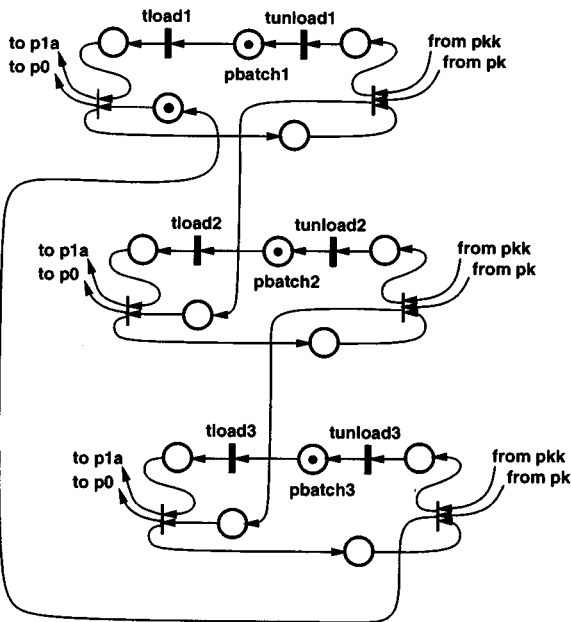 tload1 tunload1
to p1a
to p0
pbatch1
from pkk
from pk
tload2 tunload2
to p1a
to p0
pbatch2
from pkk
from pk
tload3 tunload3
to p1a
to p0
pbatch3
from pkk
from pk